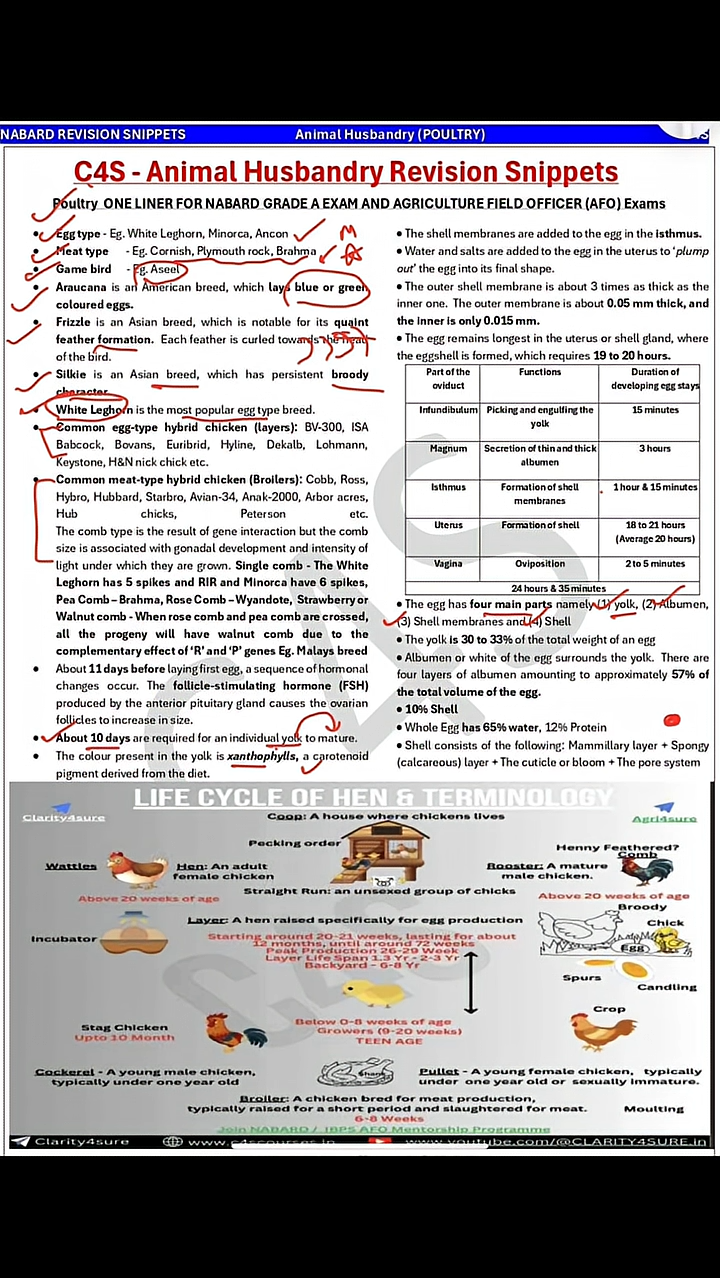 NABARD REVISION SNIPPETS
Animal Husbandry (POULTRY)
C4S - Animal Husbandry Revision Snippets
Poultry ONE LINER FOR NABARD GRADE A EXAM AND AGRICULTURE FIELD OFFICER (AFO) Exams
• Egg type - Eg. White Leghorn, Minorca, Ancon
• Meat type - Eg. Cornish, Plymouth rock, Brahma
• Game bird - Eg. Aseel
• Araucana is an American breed, which lays blue or green
coloured eggs.
• Frizzle is an Asian breed, which is notable for its quaint
feather formation. Each feather is curled towards the head
of the bird.
• Silkie is an Asian breed, which has persistent broody
character
• White Leghorn is the most popular egg type breed.
• Common egg-type hybrid chicken (layers): BV-300, ISA
Babcock, Bovans, Euribrid, Hyline, Dekalb, Lohmann,
Keystone, H&N nick chick etc.
• Common meat-type hybrid chicken (Broilers): Cobb, Ross,
Hybro, Hubbard, Starbro, Avian-34, Anak-2000, Arbor acres,
Hub chicks, Peterson etc.
The comb type is the result of gene interaction but the comb
size is associated with gonadal development and intensity of
light under which they are grown. Single comb - The White
Leghorn has 5 spikes and RIR and Minorca have 6 spikes,
Pea Comb – Brahma, Rose Comb – Wyandote, Strawberry or
Walnut comb - When rose comb and pea comb are crossed,
all the progeny will have walnut comb due to the
complementary effect of 'R' and 'P' genes Eg. Malays breed
• About 11 days before laying first egg, a sequence of hormonal
changes occur. The follicle-stimulating hormone (FSH)
produced by the anterior pituitary gland causes the ovarian
follicles to increase in size.
• About 10 days are required for an individual yolk to mature.
• The colour present in the yolk is xanthophylls, a carotenoid
pigment derived from the diet.
• The shell membranes are added to the egg in the isthmus.
• Water and salts are added to the egg in the uterus to 'plump
out' the egg into its final shape.
• The outer shell membrane is about 3 times as thick as the
inner one. The outer membrane is about 0.05 mm thick, and
the inner is only 0.015 mm.
• The egg remains longest in the uterus or shell gland, where
the eggshell is formed, which requires 19 to 20 hours.
Part of the oviduct Functions Duration of developing egg stays
Infundibulum Picking and engulfing the yolk 15 minutes
Magnum Secretion of thin and thick albumen 3 hours
Isthmus Formation of shell membranes 1 hour & 15 minutes
Uterus Formation of shell 18 to 21 hours (Average 20 hours)
Vagina Oviposition 2 to 5 minutes
24 hours & 35 minutes
• The egg has four main parts namely (1) yolk, (2) Albumen,
(3) Shell membranes and (4) Shell
• The yolk is 30 to 33% of the total weight of an egg
• Albumen or white of the egg surrounds the yolk. There are
four layers of albumen amounting to approximately 57% of
the total volume of the egg.
• 10% Shell
• Whole Egg has 65% water, 12% Protein
• Shell consists of the following: Mammillary layer + Spongy
(calcareous) layer + The cuticle or bloom + The pore system
C4S
LIFE CYCLE OF HEN & TERMINOLOGY
Clarity4sure
Coop: A house where chickens lives
Agri4sure
Pecking order
Henny Feathered?
Comb
Wattles
Hen: An adult
female chicken
Rooster: A mature
male chicken.
Above 20 weeks of age
Straight Run: an unsexed group of chicks
Above 20 weeks of age
Broody
Layer: A hen raised specifically for egg production
Chick
Incubator
Starting around 20-21 weeks, lasting for about
12 months, until around 72 weeks
Peak Production 26-29 Week
Layer Life Span 1.3 Yr - 2-3 Yr
Backyard - 6-8 Yr
Egg
Spurs
Candling
Crop
Stag Chicken
Upto 10 Month
Below 0-8 weeks of age
Growers (9-20 weeks)
TEEN AGE
Cockerel - A young male chicken,
typically under one year old
Pullet - A young female chicken, typically
under one year old or sexually immature.
Broiler: A chicken bred for meat production,
typically raised for a short period and slaughtered for meat.
Moulting
6-8 Weeks
Join NABARD / IBPS AFO Mentorship Programme
Clarity4sure
www.c4scourses.in
www.youtube.com/@CLARITY4SURE.in